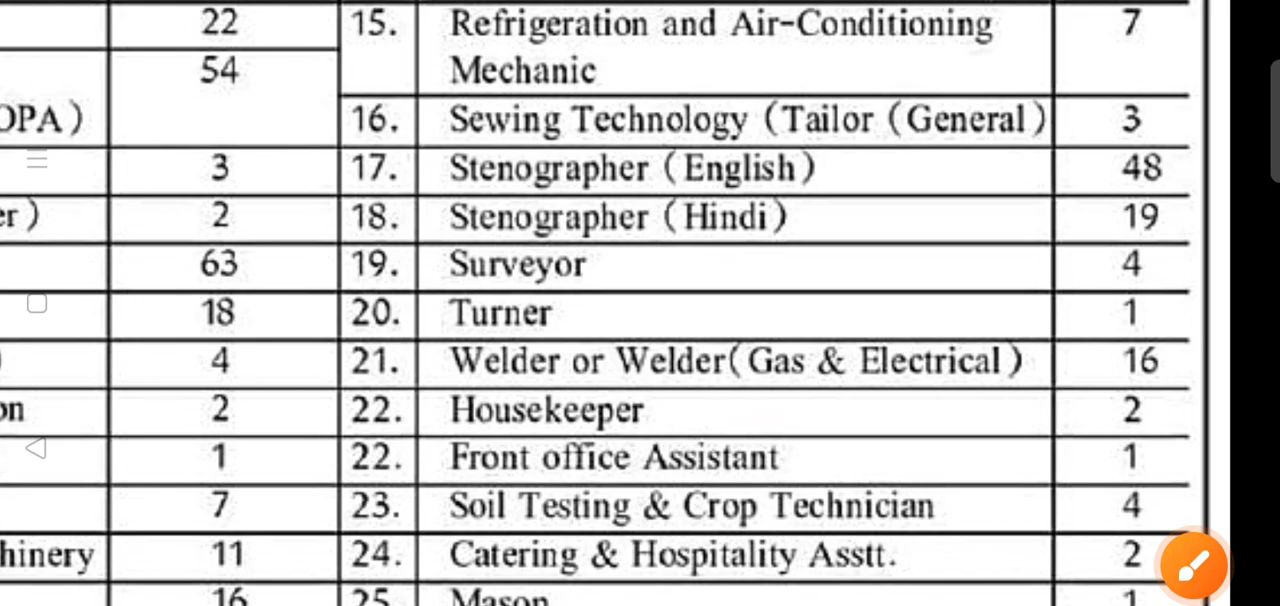 22 15. Refrigeration and Air-Conditioning 7
54 Mechanic
OPA) 16. Sewing Technology (Tailor (General) 3
3 17. Stenographer (English) 48
er) 2 18. Stenographer (Hindi) 19
63 19. Surveyor 4
18 20. Turner 1
) 4 21. Welder or Welder(Gas & Electrical) 16
on 2 22. Housekeeper 2
1 22. Front office Assistant 1
7 23. Soil Testing & Crop Technician 4
hinery 11 24. Catering & Hospitality Asstt. 2
16 25. Mason 1